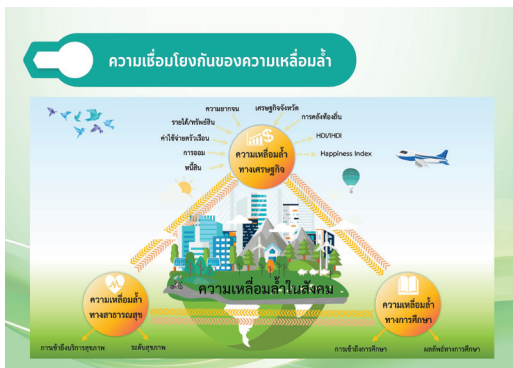 ความเชื่อมโยงกันของความเหลื่อมล้ำ
ความยากจน
เศรษฐกิจจังหวัด
รายได้/ทรัพย์สิน
การคลังท้องถิ่น
ค่าใช้จ่ายครัวเรือน
HDI/IHDI
การออม
Happiness Index
หนี้สิน
ความเหลื่อมล้ำ
ทางเศรษฐกิจ
ความเหลื่อมล้ำในสังคม
ความเหลื่อมล้ำ
ทางสาธารณสุข
ความเหลื่อมล้ำ
ทางการศึกษา
การเข้าถึงบริการสุขภาพ
ระดับสุขภาพ
การเข้าถึงการศึกษา
ผลลัพธ์ทางการศึกษา